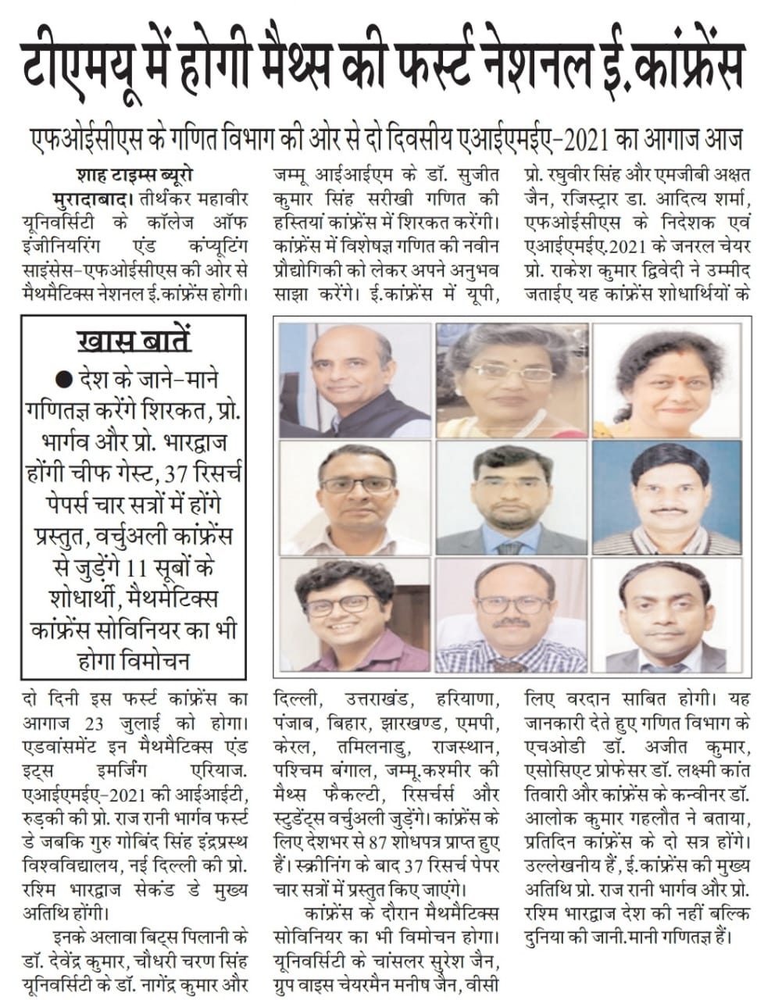 टीएमयू में होगी मैथ्स की फर्स्ट नेशनल ई.कांफ्रेंस
एफओईसीएस के गणित विभाग की ओर से दो दिवसीय एआईएमईए-2021 का आगाज आज
शाह टाइम्स ब्यूरो
मुरादाबाद। तीर्थंकर महावीर
यूनिवर्सिटी के कॉलेज ऑफ
इंजीनियरिंग एंड कंप्यूटिंग
साइंसेस-एफओईसीएस की ओर से
मैथमैटिक्स नेशनल ई.कांफ्रेंस होगी।
खास बातें
● देश के जाने-माने
गणितज्ञ करेंगे शिरकत, प्रो.
भार्गव और प्रो. भारद्वाज
होंगी चीफ गेस्ट, 37 रिसर्च
पेपर्स चार सत्रों में होंगे
प्रस्तुत, वर्चुअली कांफ्रेंस
से जुड़ेंगे 11 सूबों के
शोधार्थी, मैथमेटिक्स
कांफ्रेंस सोविनियर का भी
होगा विमोचन
दो दिनी इस फर्स्ट कांफ्रेंस का
आगाज 23 जुलाई को होगा।
एडवांसमेंट इन मैथमैटिक्स एंड
इट्स इमर्जिंग एरियाज.
एआईएमईए-2021 की आईआईटी,
रुड़की की प्रो. राज रानी भार्गव फर्स्ट
डे जबकि गुरु गोबिंद सिंह इंद्रप्रस्थ
विश्वविद्यालय, नई दिल्ली की प्रो.
रश्मि भारद्वाज सेकंड डे मुख्य
अतिथि होंगी।
इनके अलावा बिट्स पिलानी के
डॉ. देवेंद्र कुमार, चौधरी चरण सिंह
यूनिवर्सिटी के डॉ. नागेंद्र कुमार और
जम्मू आईआईएम के डॉ. सुजीत
कुमार सिंह सरीखी गणित की
हस्तियां कांफ्रेंस में शिरकत करेंगी।
कांफ्रेंस में विशेषज्ञ गणित की नवीन
प्रौद्योगिकी को लेकर अपने अनुभव
साझा करेंगे। ई.कांफ्रेंस में यूपी,
दिल्ली, उत्तराखंड, हरियाणा,
पंजाब, बिहार, झारखण्ड, एमपी,
केरल, तमिलनाडु, राजस्थान,
पश्चिम बंगाल, जम्मू.कश्मीर की
मैथ्स फैकल्टी, रिसर्चर्स और
स्टुडेंट्स वर्चुअली जुड़ेंगे। कांफ्रेंस के
लिए देशभर से 87 शोधपत्र प्राप्त हुए
हैं। स्क्रीनिंग के बाद 37 रिसर्च पेपर
चार सत्रों में प्रस्तुत किए जाएंगे।
कांफ्रेंस के दौरान मैथमैटिक्स
सोविनियर का भी विमोचन होगा।
यूनिवर्सिटी के चांसलर सुरेश जैन,
ग्रुप वाइस चेयरमैन मनीष जैन, वीसी
प्रो. रघुवीर सिंह और एमजीबी अक्षत
जैन, रजिस्ट्रार डा. आदित्य शर्मा,
एफओईसीएस के निदेशक एवं
एआईएमईए.2021 के जनरल चेयर
प्रो. राकेश कुमार द्विवेदी ने उम्मीद
जताईए यह कांफ्रेंस शोधार्थियों के
लिए वरदान साबित होगी। यह
जानकारी देते हुए गणित विभाग के
एचओडी डॉ. अजीत कुमार,
एसोसिएट प्रोफेसर डॉ. लक्ष्मी कांत
तिवारी और कांफ्रेंस के कन्वीनर डॉ.
आलोक कुमार गहलौत ने बताया,
प्रतिदिन कांफ्रेंस के दो सत्र होंगे।
उल्लेखनीय हैं, ई.कांफ्रेंस की मुख्य
अतिथि प्रो. राज रानी भार्गव और प्रो.
रश्मि भारद्वाज देश की नहीं बल्कि
दुनिया की जानी.मानी गणितज्ञ हैं।